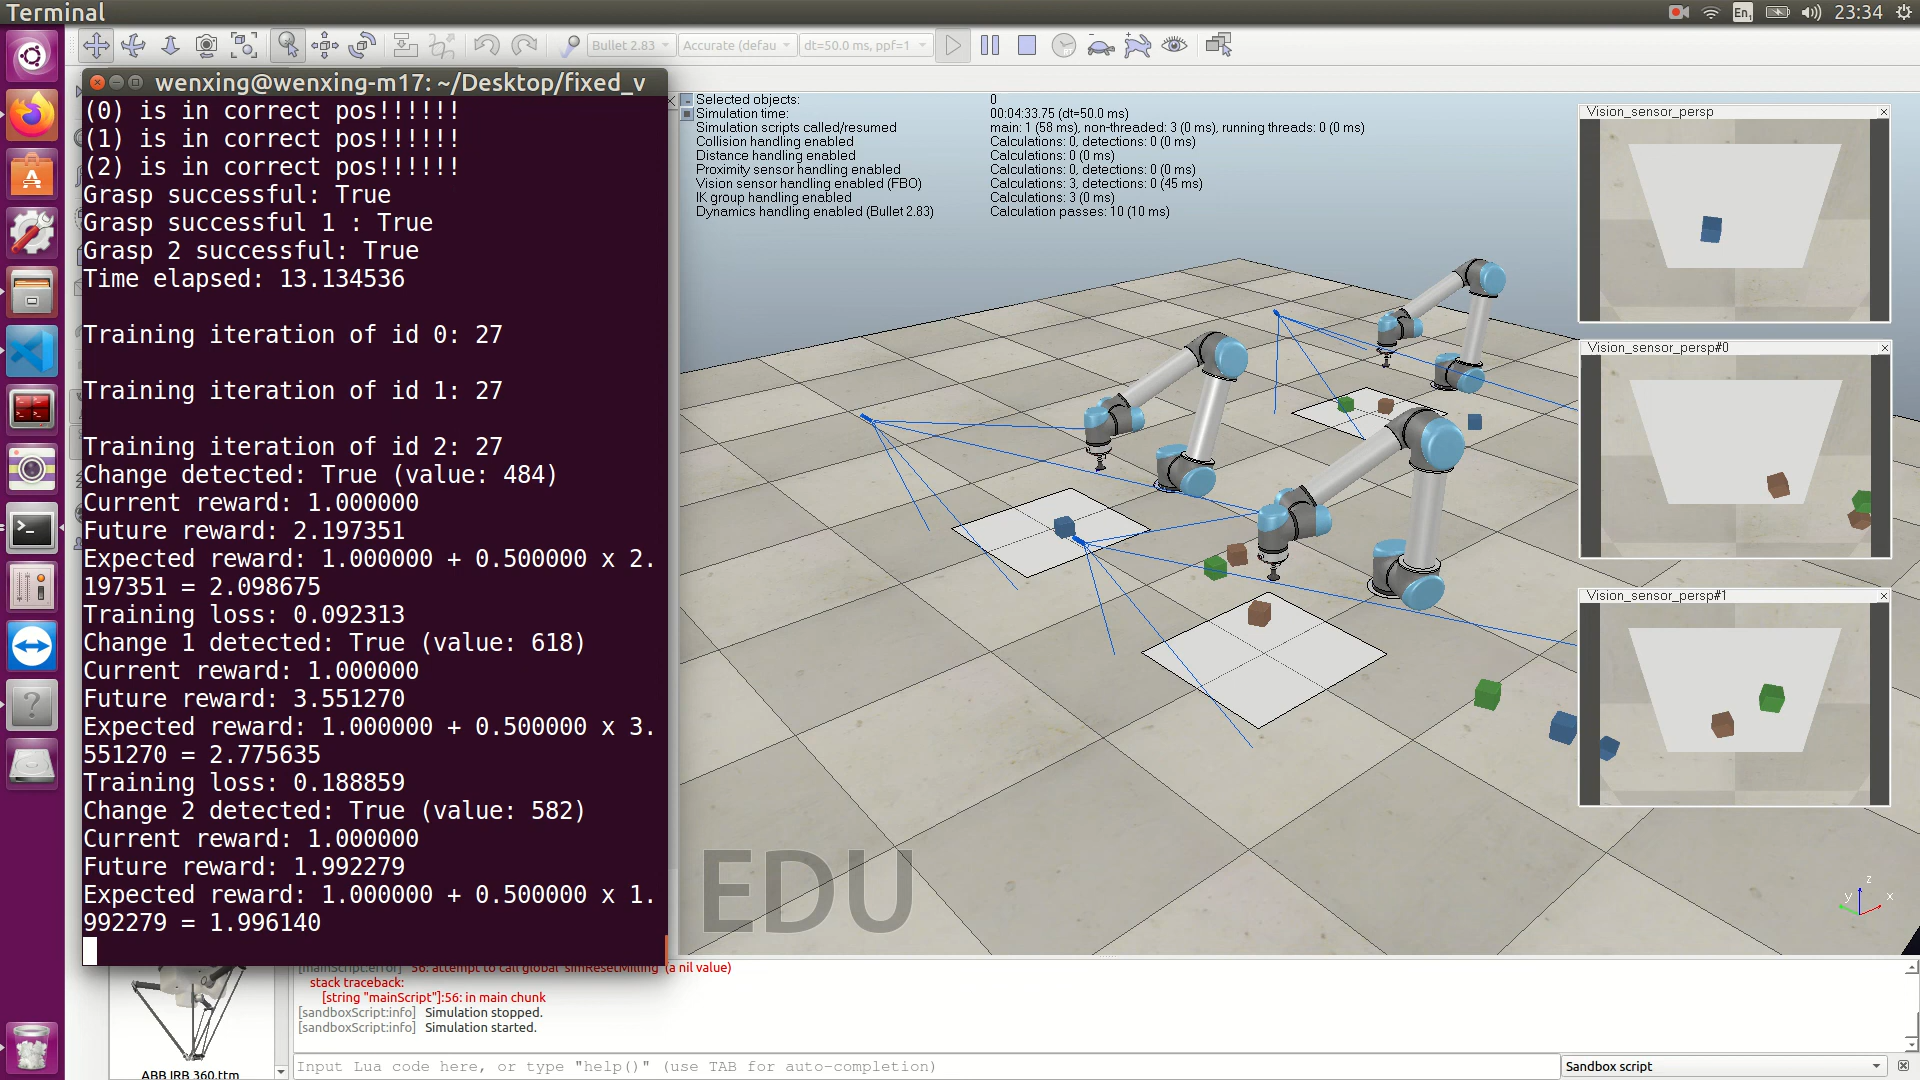 Terminal
En
23:34
Bullet 2.83
Accurate (defau
dt=50.0 ms, ppf=1
wenxing@wenxing-m17: ~/Desktop/fixed_v
(0) is in correct pos!!!!!!
(1) is in correct pos!!!!!!
(2) is in correct pos!!!!!!
Grasp successful: True
Grasp successful 1 : True
Grasp 2 successful: True
Time elapsed: 13.134536
Training iteration of id 0: 27
Training iteration of id 1: 27
Training iteration of id 2: 27
Change detected: True (value: 484)
Current reward: 1.000000
Future reward: 2.197351
Expected reward: 1.000000 + 0.500000 x 2.
197351 = 2.098675
Training loss: 0.092313
Change 1 detected: True (value: 618)
Current reward: 1.000000
Future reward: 3.551270
Expected reward: 1.000000 + 0.500000 x 3.
551270 = 2.775635
Training loss: 0.188859
Change 2 detected: True (value: 582)
Current reward: 1.000000
Future reward: 1.992279
Expected reward: 1.000000 + 0.500000 x 1.
992279 = 1.996140
Selected objects: 0
Simulation time: 00:04:33.75 (dt=50.0 ms)
Simulation scripts called/resumed main: 1 (58 ms), non-threaded: 3 (0 ms), running threads: 0 (0 ms)
Collision handling enabled Calculations: 0, detections: 0 (0 ms)
Distance handling enabled Calculations: 0 (0 ms)
Proximity sensor handling enabled Calculations: 0, detections: 0 (0 ms)
Vision sensor handling enabled (FBO) Calculations: 3, detections: 0 (45 ms)
IK group handling enabled Calculations: 3 (0 ms)
Dynamics handling enabled (Bullet 2.83) Calculation passes: 10 (10 ms)
Vision_sensor_persp
Vision_sensor_persp#0
Vision_sensor_persp#1
EDU
z
y
x
[mainScript:error] 56: attempt to call global 'simResetMilling' (a nil value)
stack traceback:
[string "mainScript"]:56: in main chunk
[sandboxScript:info] Simulation stopped.
[sandboxScript:info] Simulation started.
ABB IRB 360.ttm
Input Lua code here, or type "help()" (use TAB for auto-completion)
Sandbox script